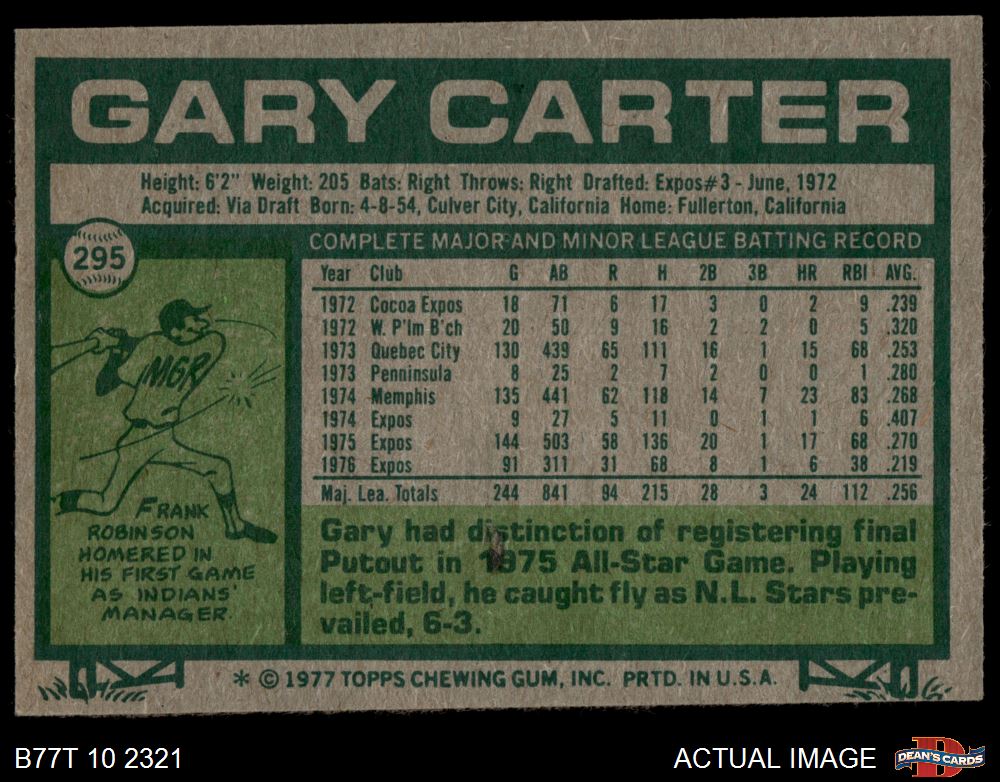 GARY CARTER
Height: 6'2" Weight: 205 Bats: Right Throws: Right Drafted: Expos#3 - June, 1972
Acquired: Via Draft Born: 4-8-54, Culver City, California Home: Fullerton, California
295
COMPLETE MAJOR AND MINOR LEAGUE BATTING RECORD
Year Club G AB R H 2B 3B HR RBI AVG.
1972 Cocoa Expos 18 71 6 17 3 0 2 9 .239
1972 W. P'lm B'ch 20 50 9 16 2 2 0 5 .320
1973 Quebec City 130 439 65 111 16 1 15 68 .253
1973 Penninsula 8 25 2 7 2 0 0 1 .280
1974 Memphis 135 441 62 118 14 7 23 83 .268
1974 Expos 9 27 5 11 0 1 1 6 .407
1975 Expos 144 503 58 136 20 1 17 68 .270
1976 Expos 91 311 31 68 8 1 6 38 .219
Maj. Lea. Totals 244 841 94 215 28 3 24 112 .256
MGR
FRANK
ROBINSON
HOMERED IN
HIS FIRST GAME
AS INDIANS'
MANAGER.
Gary had distinction of registering final
Putout in 1975 All-Star Game. Playing
left-field, he caught fly as N.L. Stars pre-
vailed, 6-3.
* © 1977 TOPPS CHEWING GUM, INC. PRTD. IN U.S.A.
B77T 10 2321
ACTUAL IMAGE
D
DEAN'S CARDS